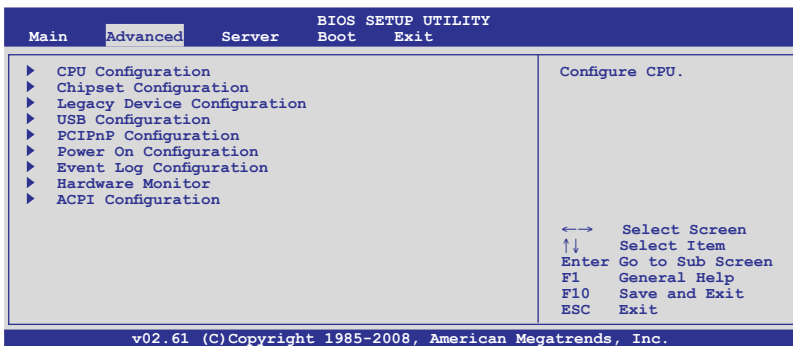 BIOS SETUP UTILITY
Main Advanced Server Boot Exit
CPU Configuration
Chipset Configuration
Legacy Device Configuration
USB Configuration
PCIPnP Configuration
Power On Configuration
Event Log Configuration
Hardware Monitor
ACPI Configuration
Configure CPU.
←→ Select Screen
↑↓ Select Item
Enter Go to Sub Screen
F1 General Help
F10 Save and Exit
ESC Exit
v02.61 (C)Copyright 1985-2008, American Megatrends, Inc.